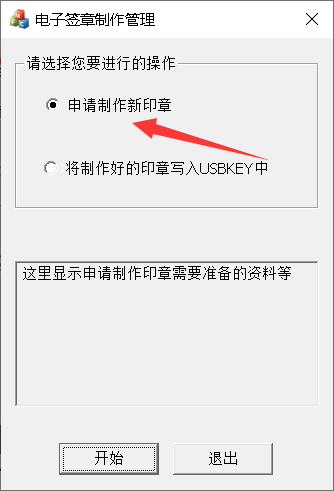 电子签章制作管理
请选择您要进行的操作
申请制作新印章
将制作好的印章写入USBKEY中
这里显示申请制作印章需要准备的资料等
开始
退出